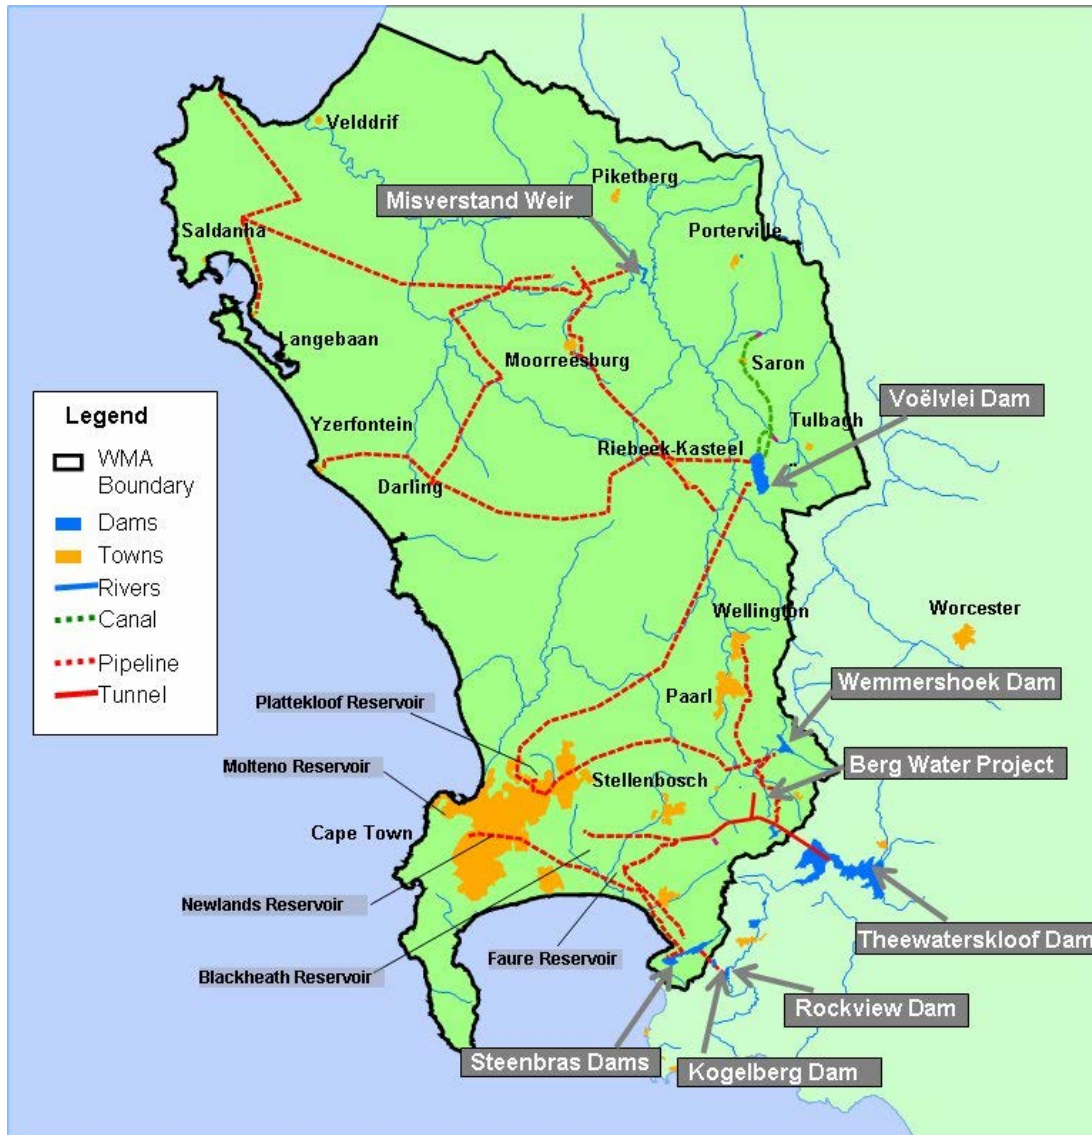 Velddrif
Piketberg
Misverstand Weir
Porterville
Saldanha
Langebaan
Moorreesburg
Saron
Voëlvlei Dam
Legend
WMA
Boundary
Dams
Towns
Rivers
Canal
Pipeline
Tunnel
Yzerfontein
Tulbagh
Riebeek-Kasteel
Darling
Wellington
Worcester
Paarl
Wemmershoek Dam
Plattekloof Reservoir
Molteno Reservoir
Stellenbosch
Berg Water Project
Cape Town
Newlands Reservoir
Theewaterskloof Dam
Faure Reservoir
Blackheath Reservoir
Rockview Dam
Steenbras Dams
Kogelberg Dam